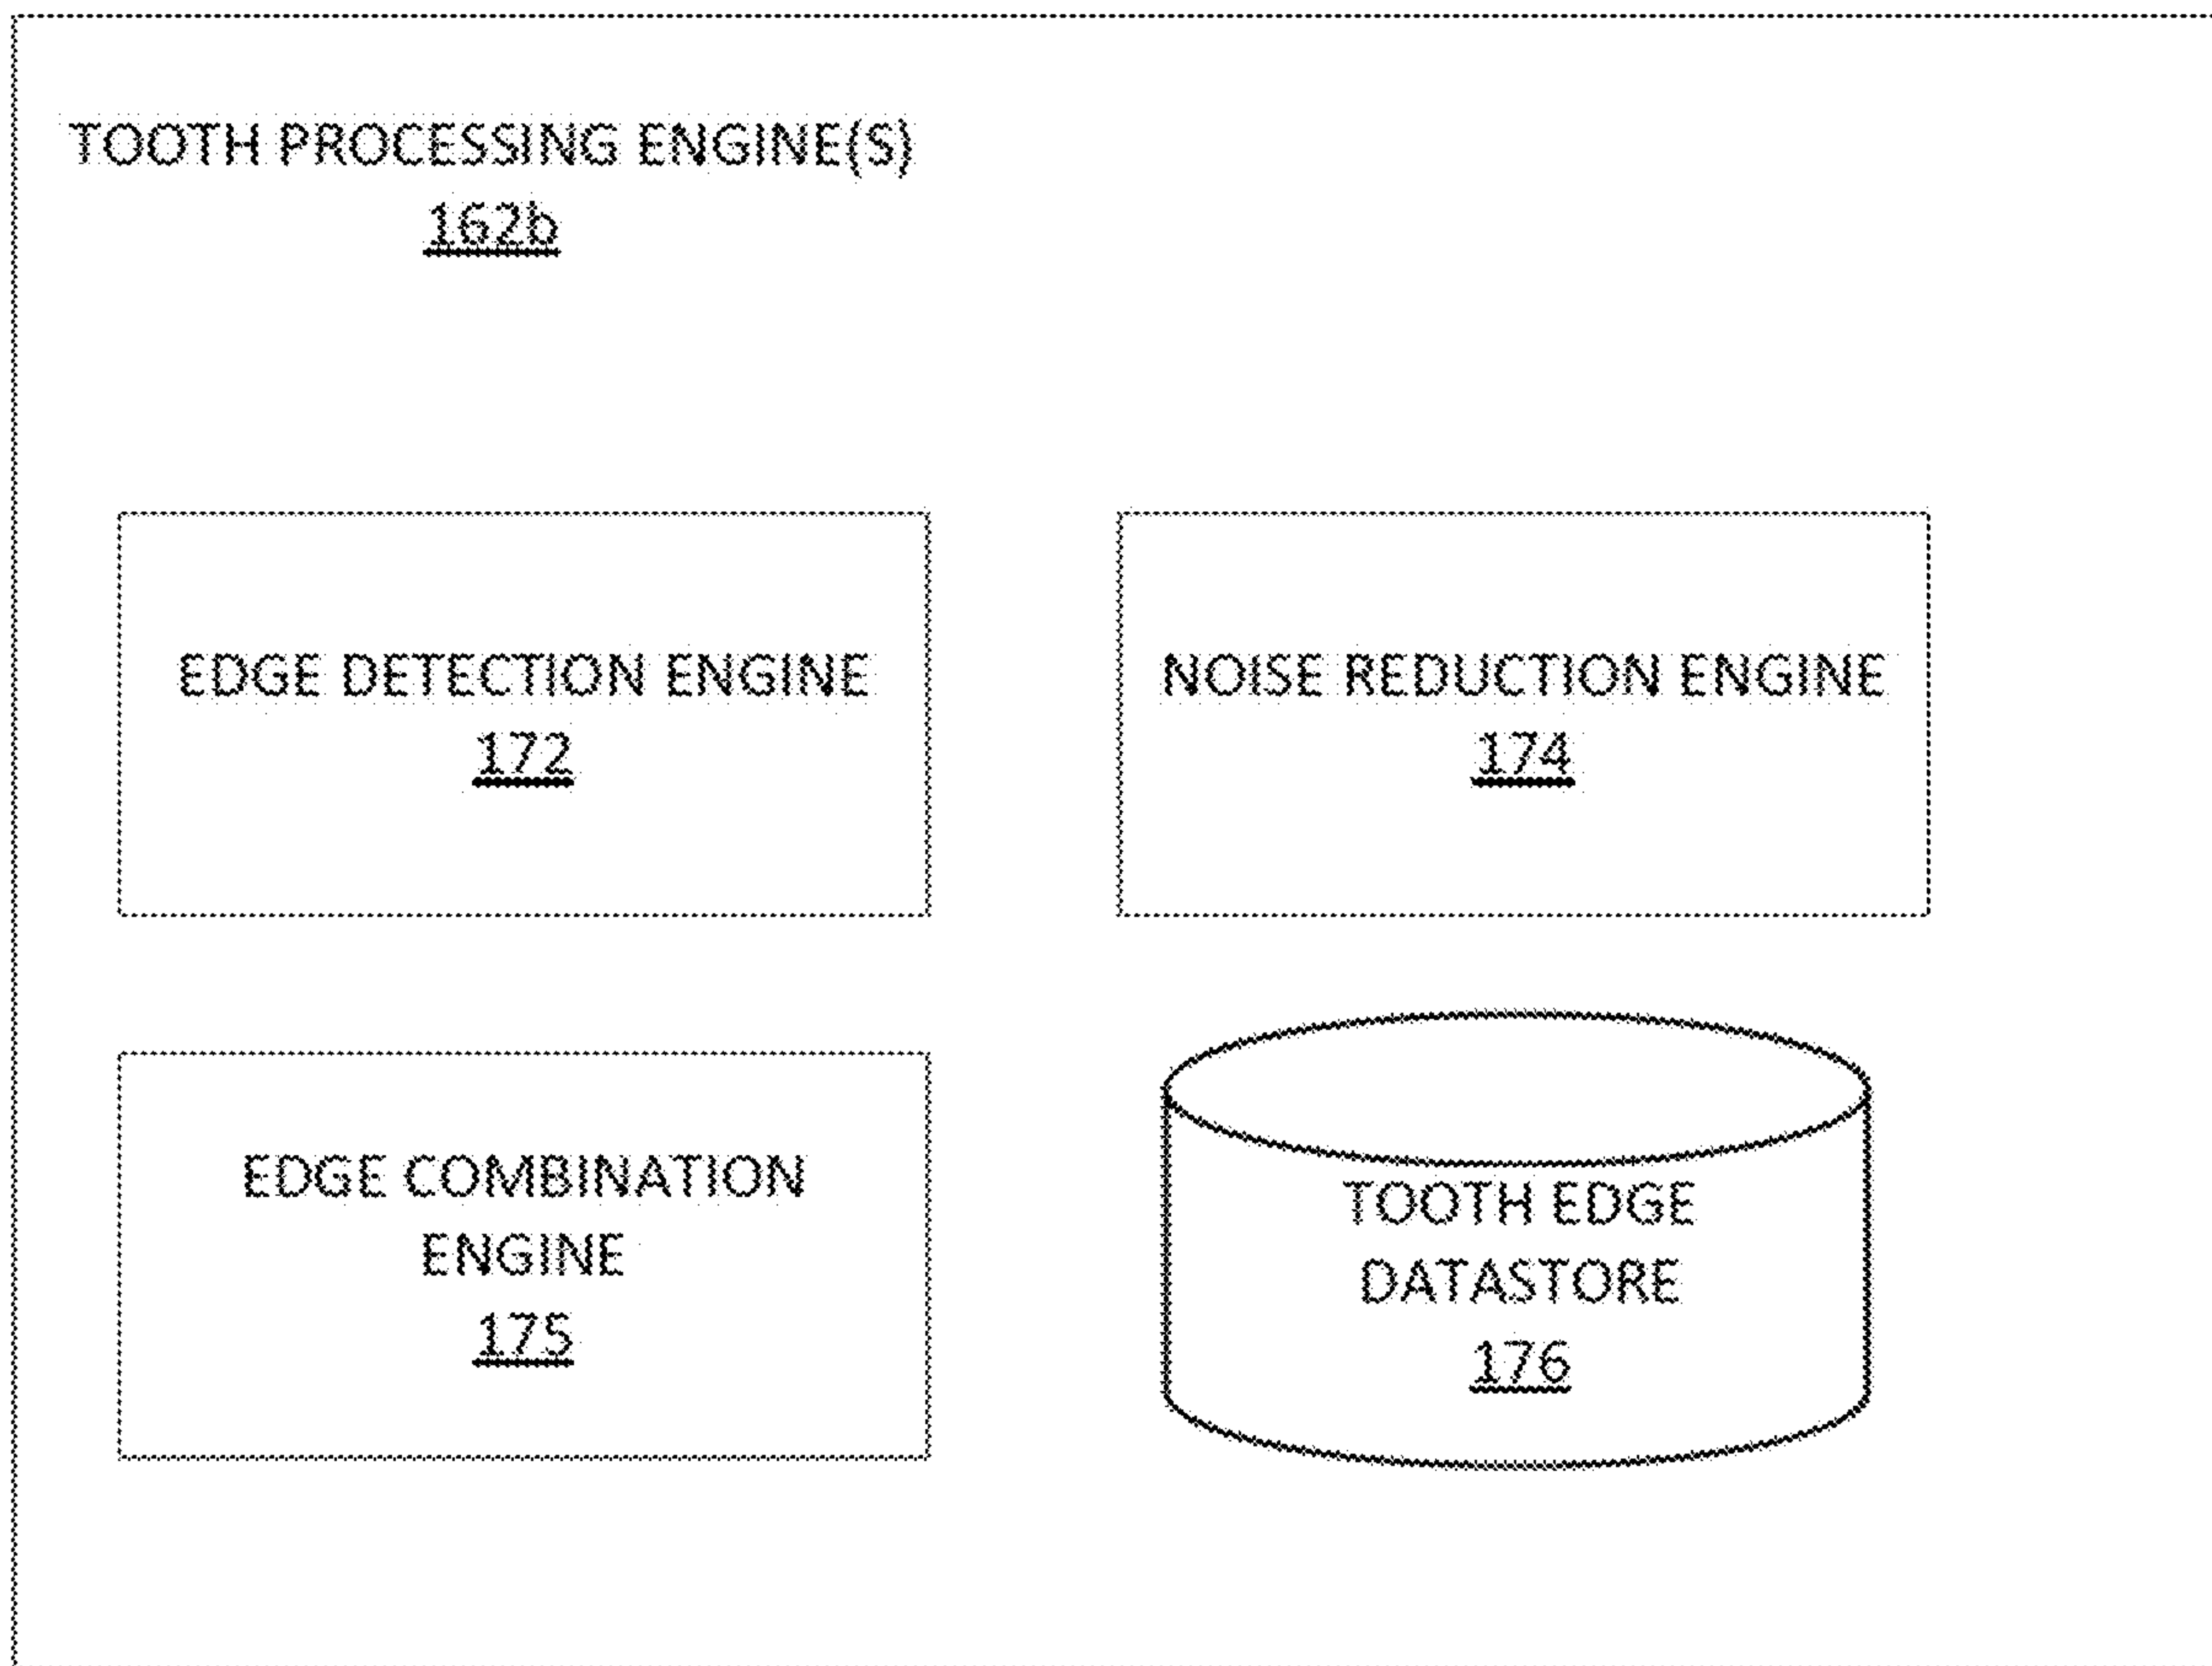 TOOTH PROCESSING ENGINE(S)
162b
EDGE DETECTION ENGINE
172
NOISE REDUCTION ENGINE
174
EDGE COMBINATION
ENGINE
175
TOOTH EDGE
DATASTORE
176